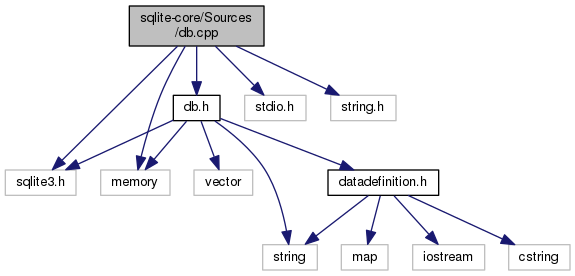 sqlite-core/Sources
/db.cpp
db.h
stdio.h
string.h
sqlite3.h
memory
vector
datadefinition.h
string
map
iostream
cstring